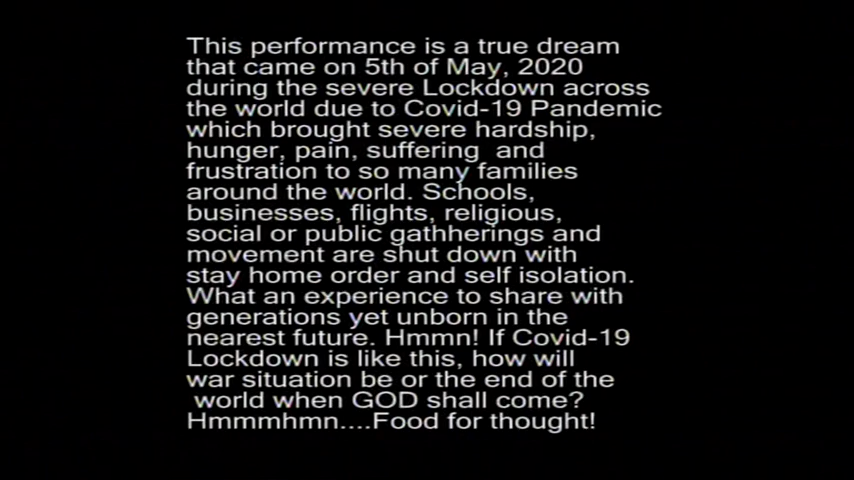 This performance is a true dream
that came on 5th of May, 2020
during the severe Lockdown across
the world due to Covid-19 Pandemic
which brought severe hardship,
hunger, pain, suffering  and
frustration to so many families
around the world. Schools,
businesses, flights, religious,
social or public gathherings and
movement are shut down with
stay home order and self isolation.
What an experience to share with
generations yet unborn in the
nearest future. Hmmn! If Covid-19
Lockdown is like this, how will
war situation be or the end of the
world when GOD shall come?
Hmmmhmn....Food for thought!